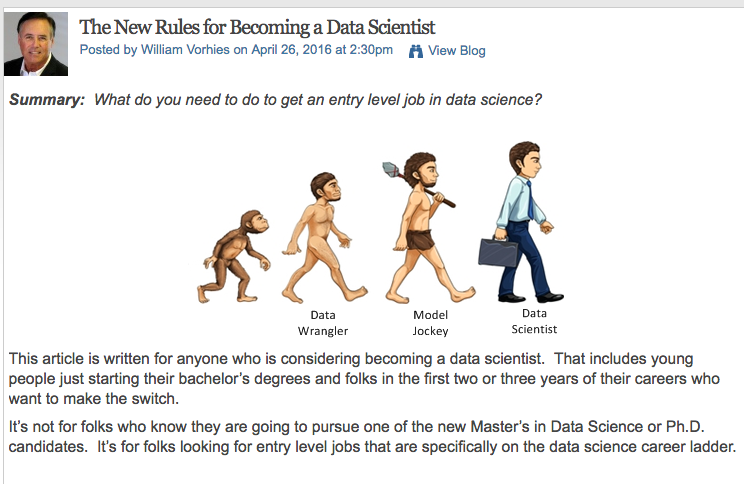 The New Rules for Becoming a Data Scientist
Posted by William Vorhies on April 26, 2016 at 2:30pm View Blog
Summary: What do you need to do to get an entry level job in data science?
Data Wrangler
Model Jockey
Data Scientist
This article is written for anyone who is considering becoming a data scientist. That includes young
people just starting their bachelor's degrees and folks in the first two or three years of their careers who
want to make the switch.
It's not for folks who know they are going to pursue one of the new Master's in Data Science or Ph.D.
candidates. It's for folks looking for entry level jobs that are specifically on the data science career ladder.